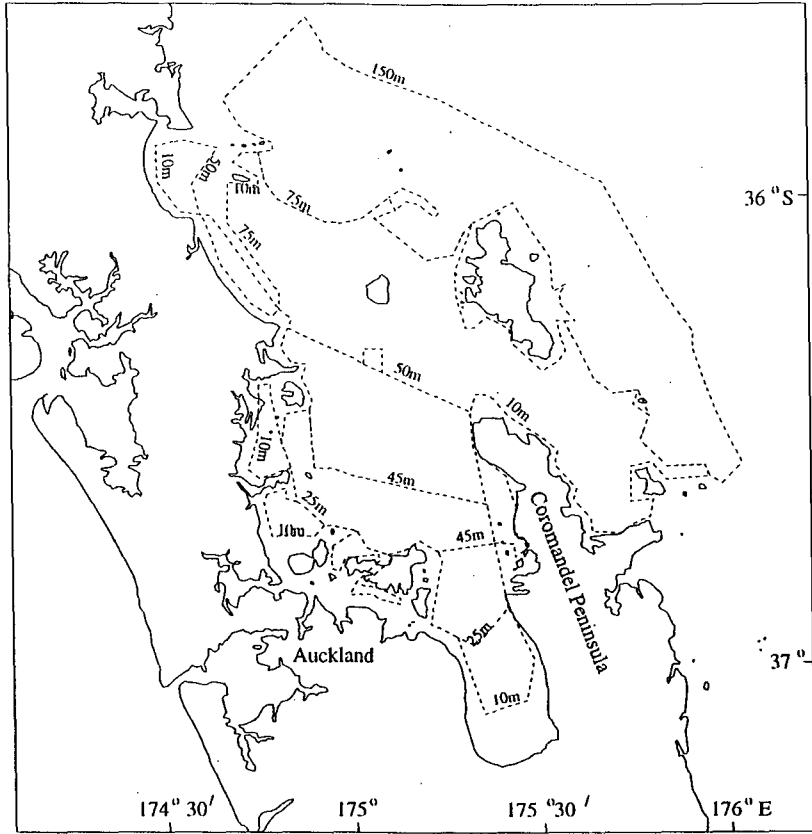 150m
10m
50m
10m
75m
36° S
75m
50m
10m
10m
45m
25m
10m
45m
Coromandel Peninsula
25m
Auckland
37°
10m
174° 30'
175°
175° 30'
176° E